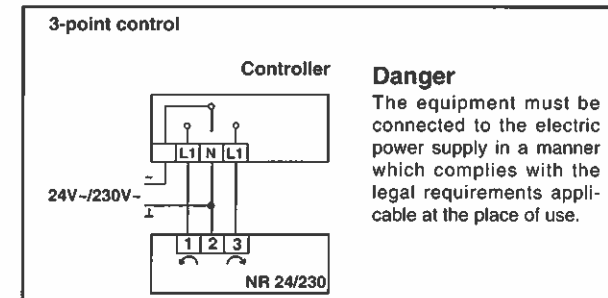 3-point control
Controller
L1 N L1
~
24V~/230V~
⊥
1 2 3
NR 24/230
Danger
The equipment must be
connected to the electric
power supply in a manner
which complies with the
legal requirements appli-
cable at the place of use.